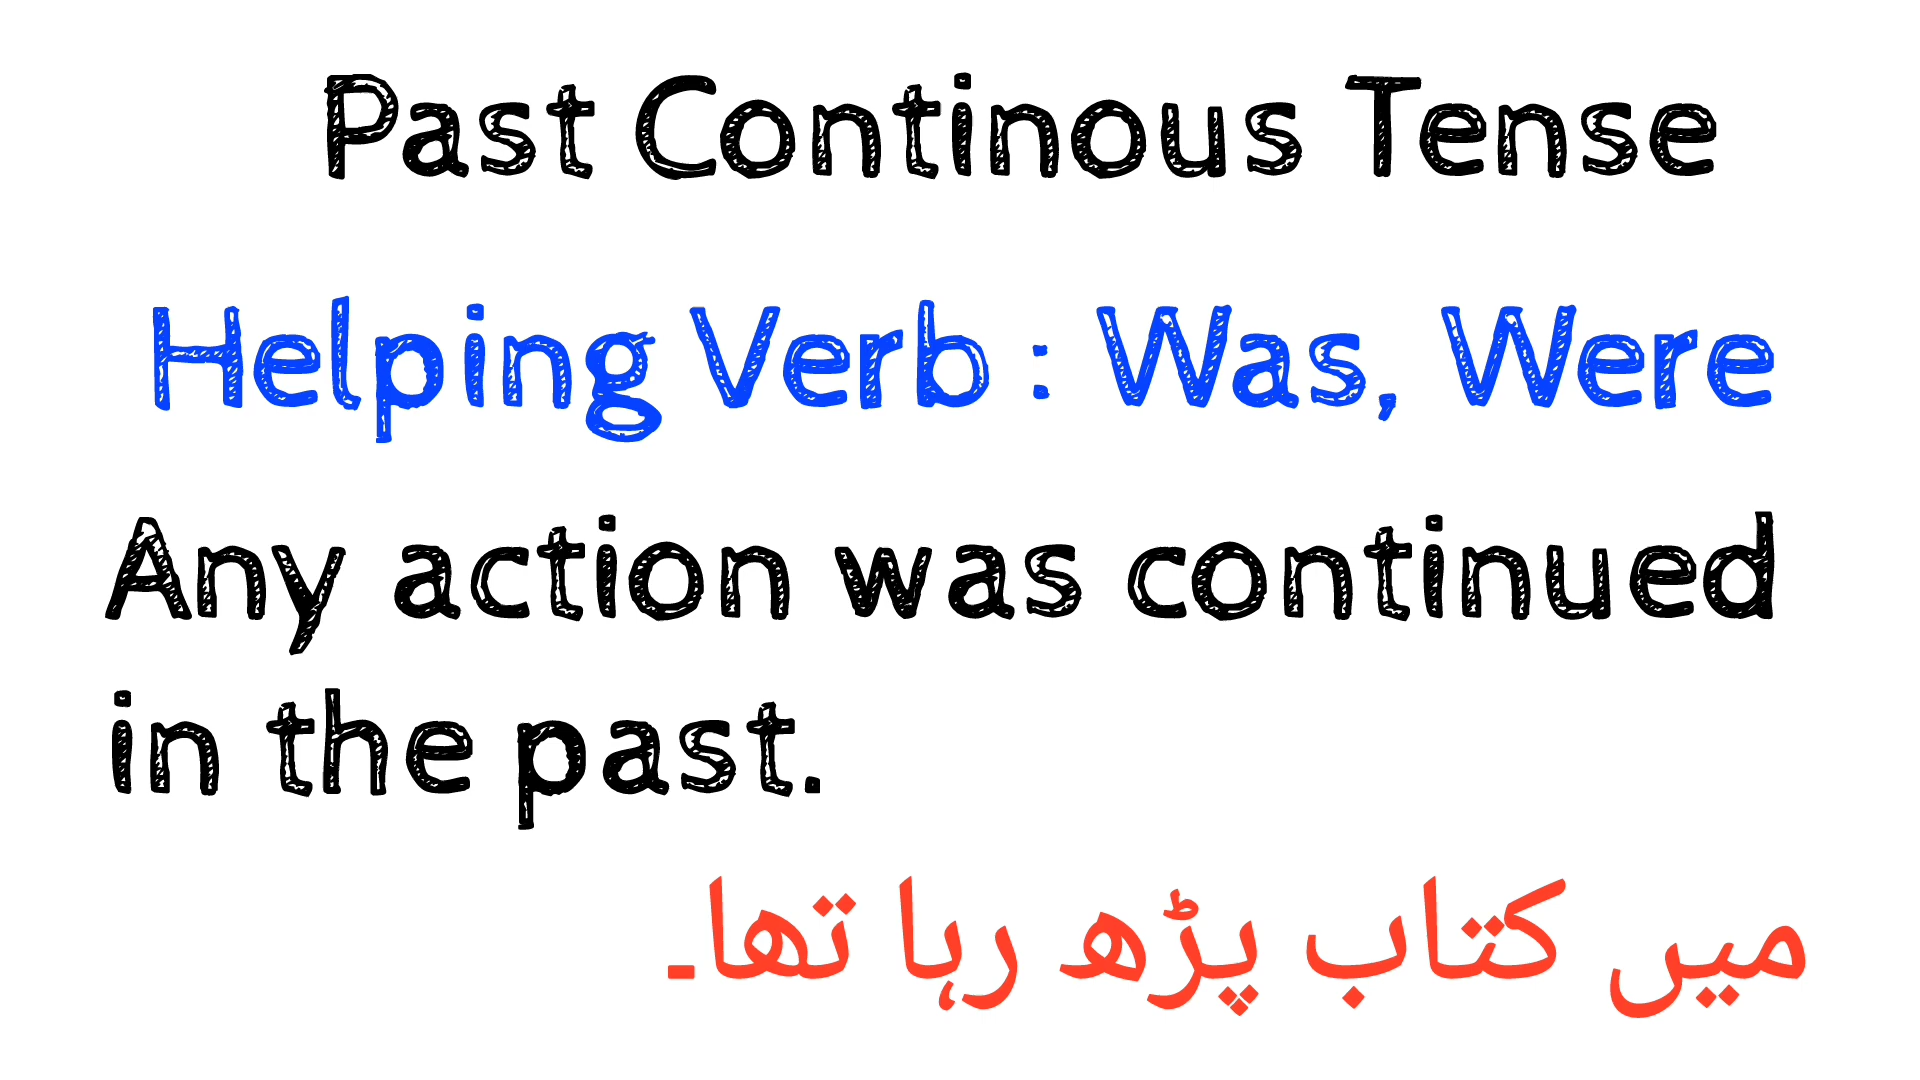 Past Continous Tense
Helping Verb : Was, Were
Any action was continued
in the past.
میں کتاب پڑھ رہا تھا۔